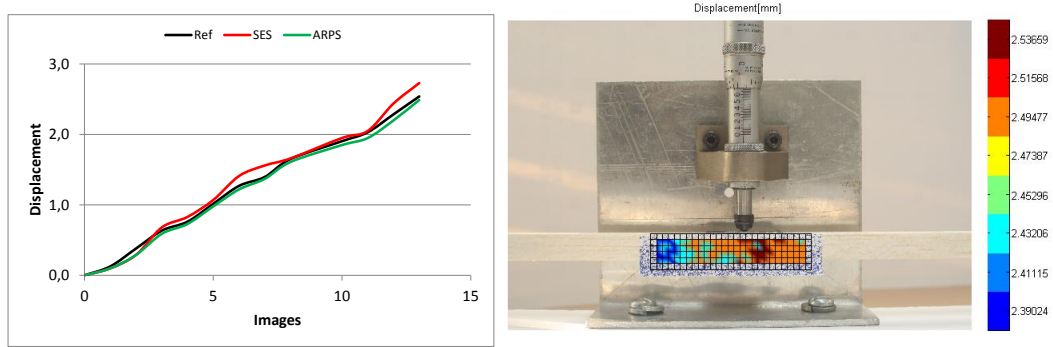 Ref SES ARPS
3,0
2,0
1,0
0,0
Displacement
0 5 10 15
Images
Displacement[mm]
2.53659
2.51568
2.49477
2.47387
2.45296
2.43206
2.41115
2.39024